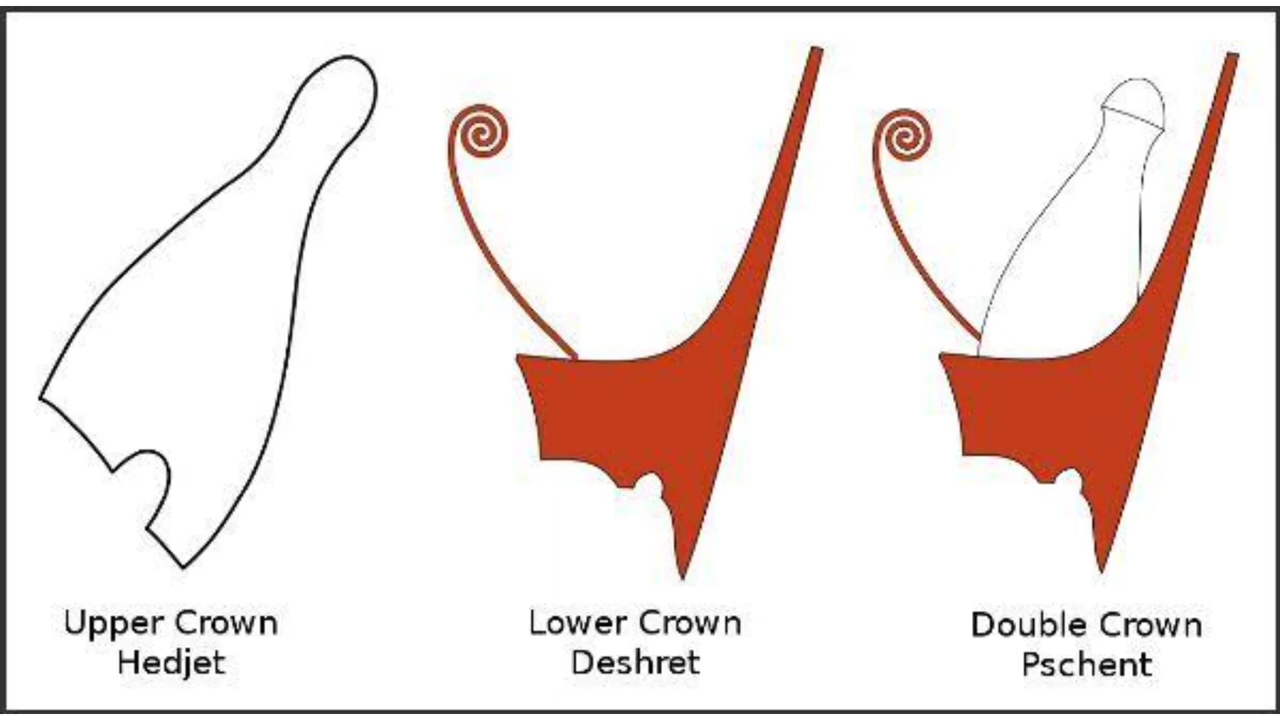 Upper Crown
Hedjet
Lower Crown
Deshret
Double Crown
Pschent